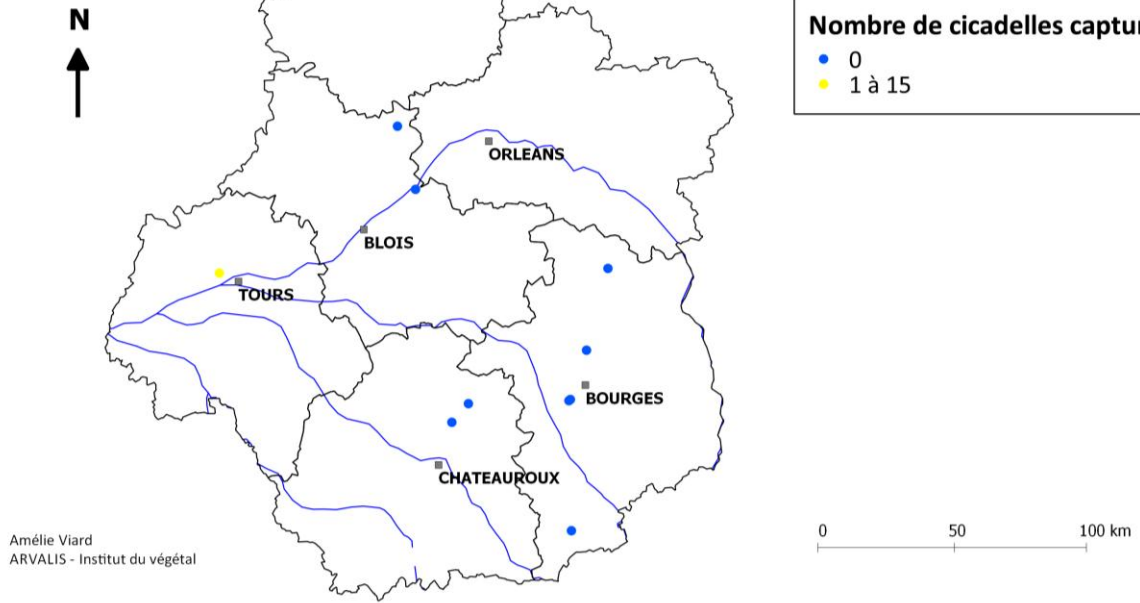 N
Nombre de cicadelles captur
0
1 à 15
ORLEANS
BLOIS
TOURS
BOURGES
CHATEAUROUX
Amélie Viard
ARVALIS - Institut du végétal
0 50 100 km